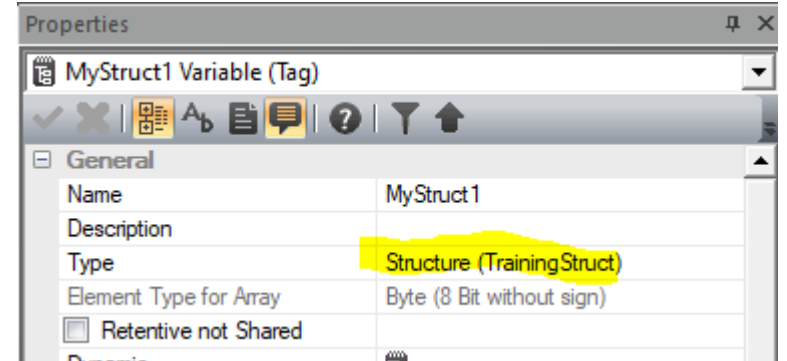 Properties
MyStruct1 Variable (Tag)
General
Name MyStruct1
Description
Type Structure (TrainingStruct)
Element Type for Array Byte (8 Bit without sign)
Retentive not Shared
Dynamic